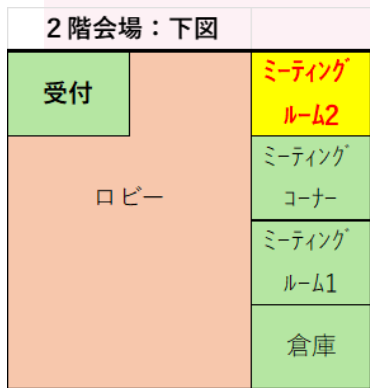 ２階会場：下図
受付
ﾐｰﾃｨﾝｸﾞ
ﾙｰﾑ2
ロビー
ﾐｰﾃｨﾝｸﾞ
ｺｰﾅｰ
ﾐｰﾃｨﾝｸﾞ
ﾙｰﾑ1
倉庫